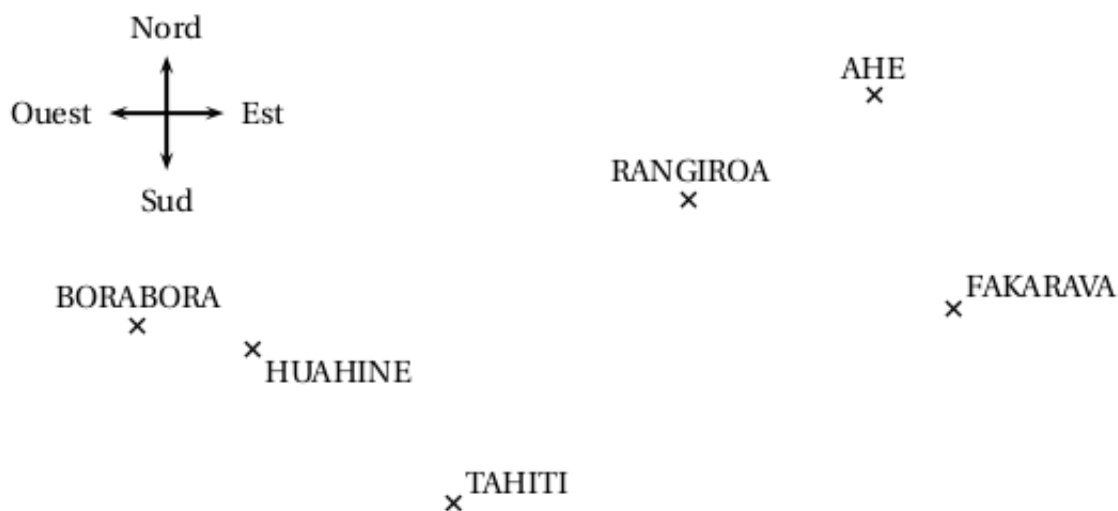 Nord
Ouest
Est
Sud
AHE
RANGIROA
FAKARAVA
BORABORA
HUAHINE
TAHITI